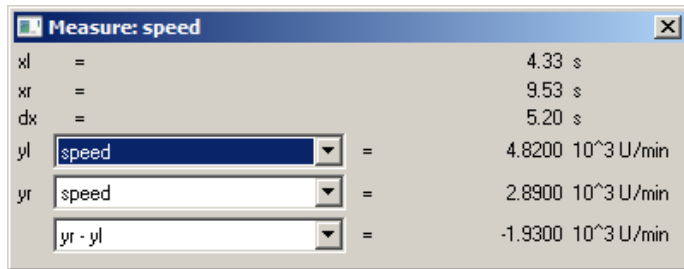 Measure: speed
xl = 4.33 s
xr = 9.53 s
dx = 5.20 s
yl speed = 4.8200 10^3 U/min
yr speed = 2.8900 10^3 U/min
yr - yl = -1.9300 10^3 U/min